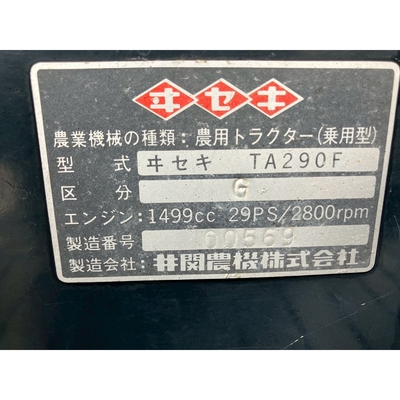 ヰセキ
農業機械の種類：農用トラクター(乗用型)
型 式 ヰセキ TA290F
区 分 G
エンジン：1499cc 29PS/2800rpm
製造番号 00569
製造会社：井関農機株式会社